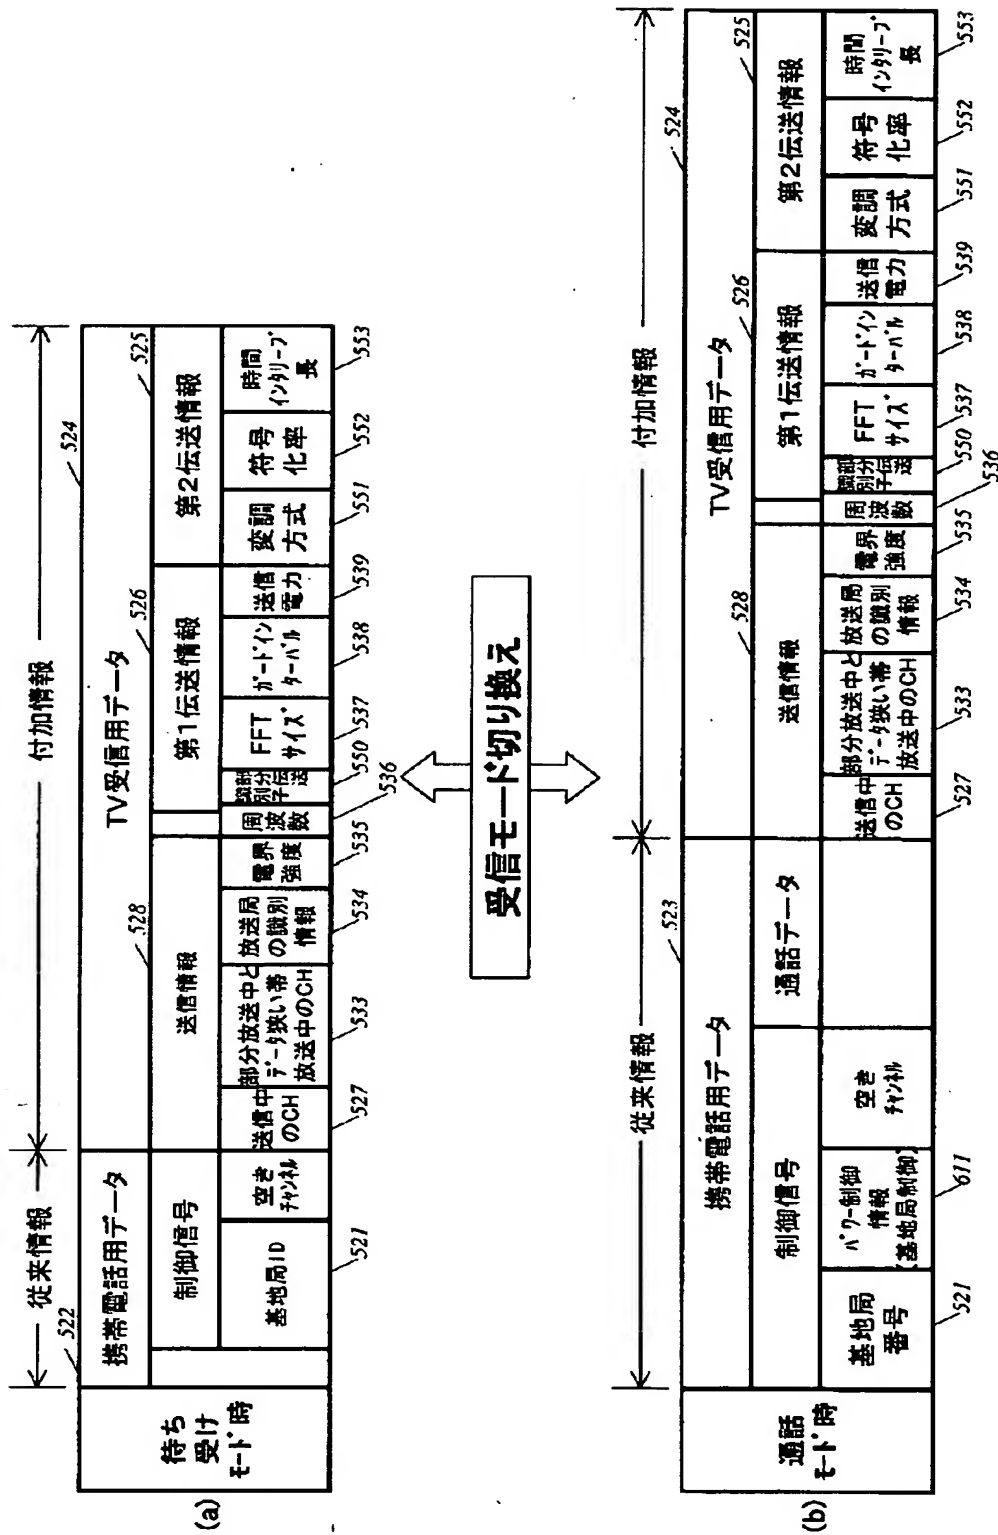 (a)
従来情報
付加情報
522
524
待ち
受け
モード時
携帯電話用データ
TV受信用データ
528
526
525
制御信号
送信情報
第1伝送情報
第2伝送情報
基地局ID
空き
チャンネル
送信中
のCH
部分放送中と
データ狭い帯
放送中のCH
放送局
の識別
情報
電界
強度
周
波
数
部分伝送
識別子
FFT
サイズ
ガードイン
ターバル
送信
電力
変調
方式
符号
化率
時間
インタリーブ
長
521
527
533
534
535
536
550
537
538
539
551
552
553
受信モード切り換え
(b)
従来情報
付加情報
523
524
通話
モード時
携帯電話用データ
TV受信用データ
528
526
525
制御信号
通話データ
送信情報
第1伝送情報
第2伝送情報
基地局
番号
パワー制御
情報
(基地局制御)
空き
チャンネル
送信中
のCH
部分放送中と
データ狭い帯
放送中のCH
放送局
の識別
情報
電界
強度
周
波
数
部分伝送
識別子
FFT
サイズ
ガードイン
ターバル
送信
電力
変調
方式
符号
化率
時間
インタリーブ
長
521
611
527
533
534
535
536
550
537
538
539
551
552
553